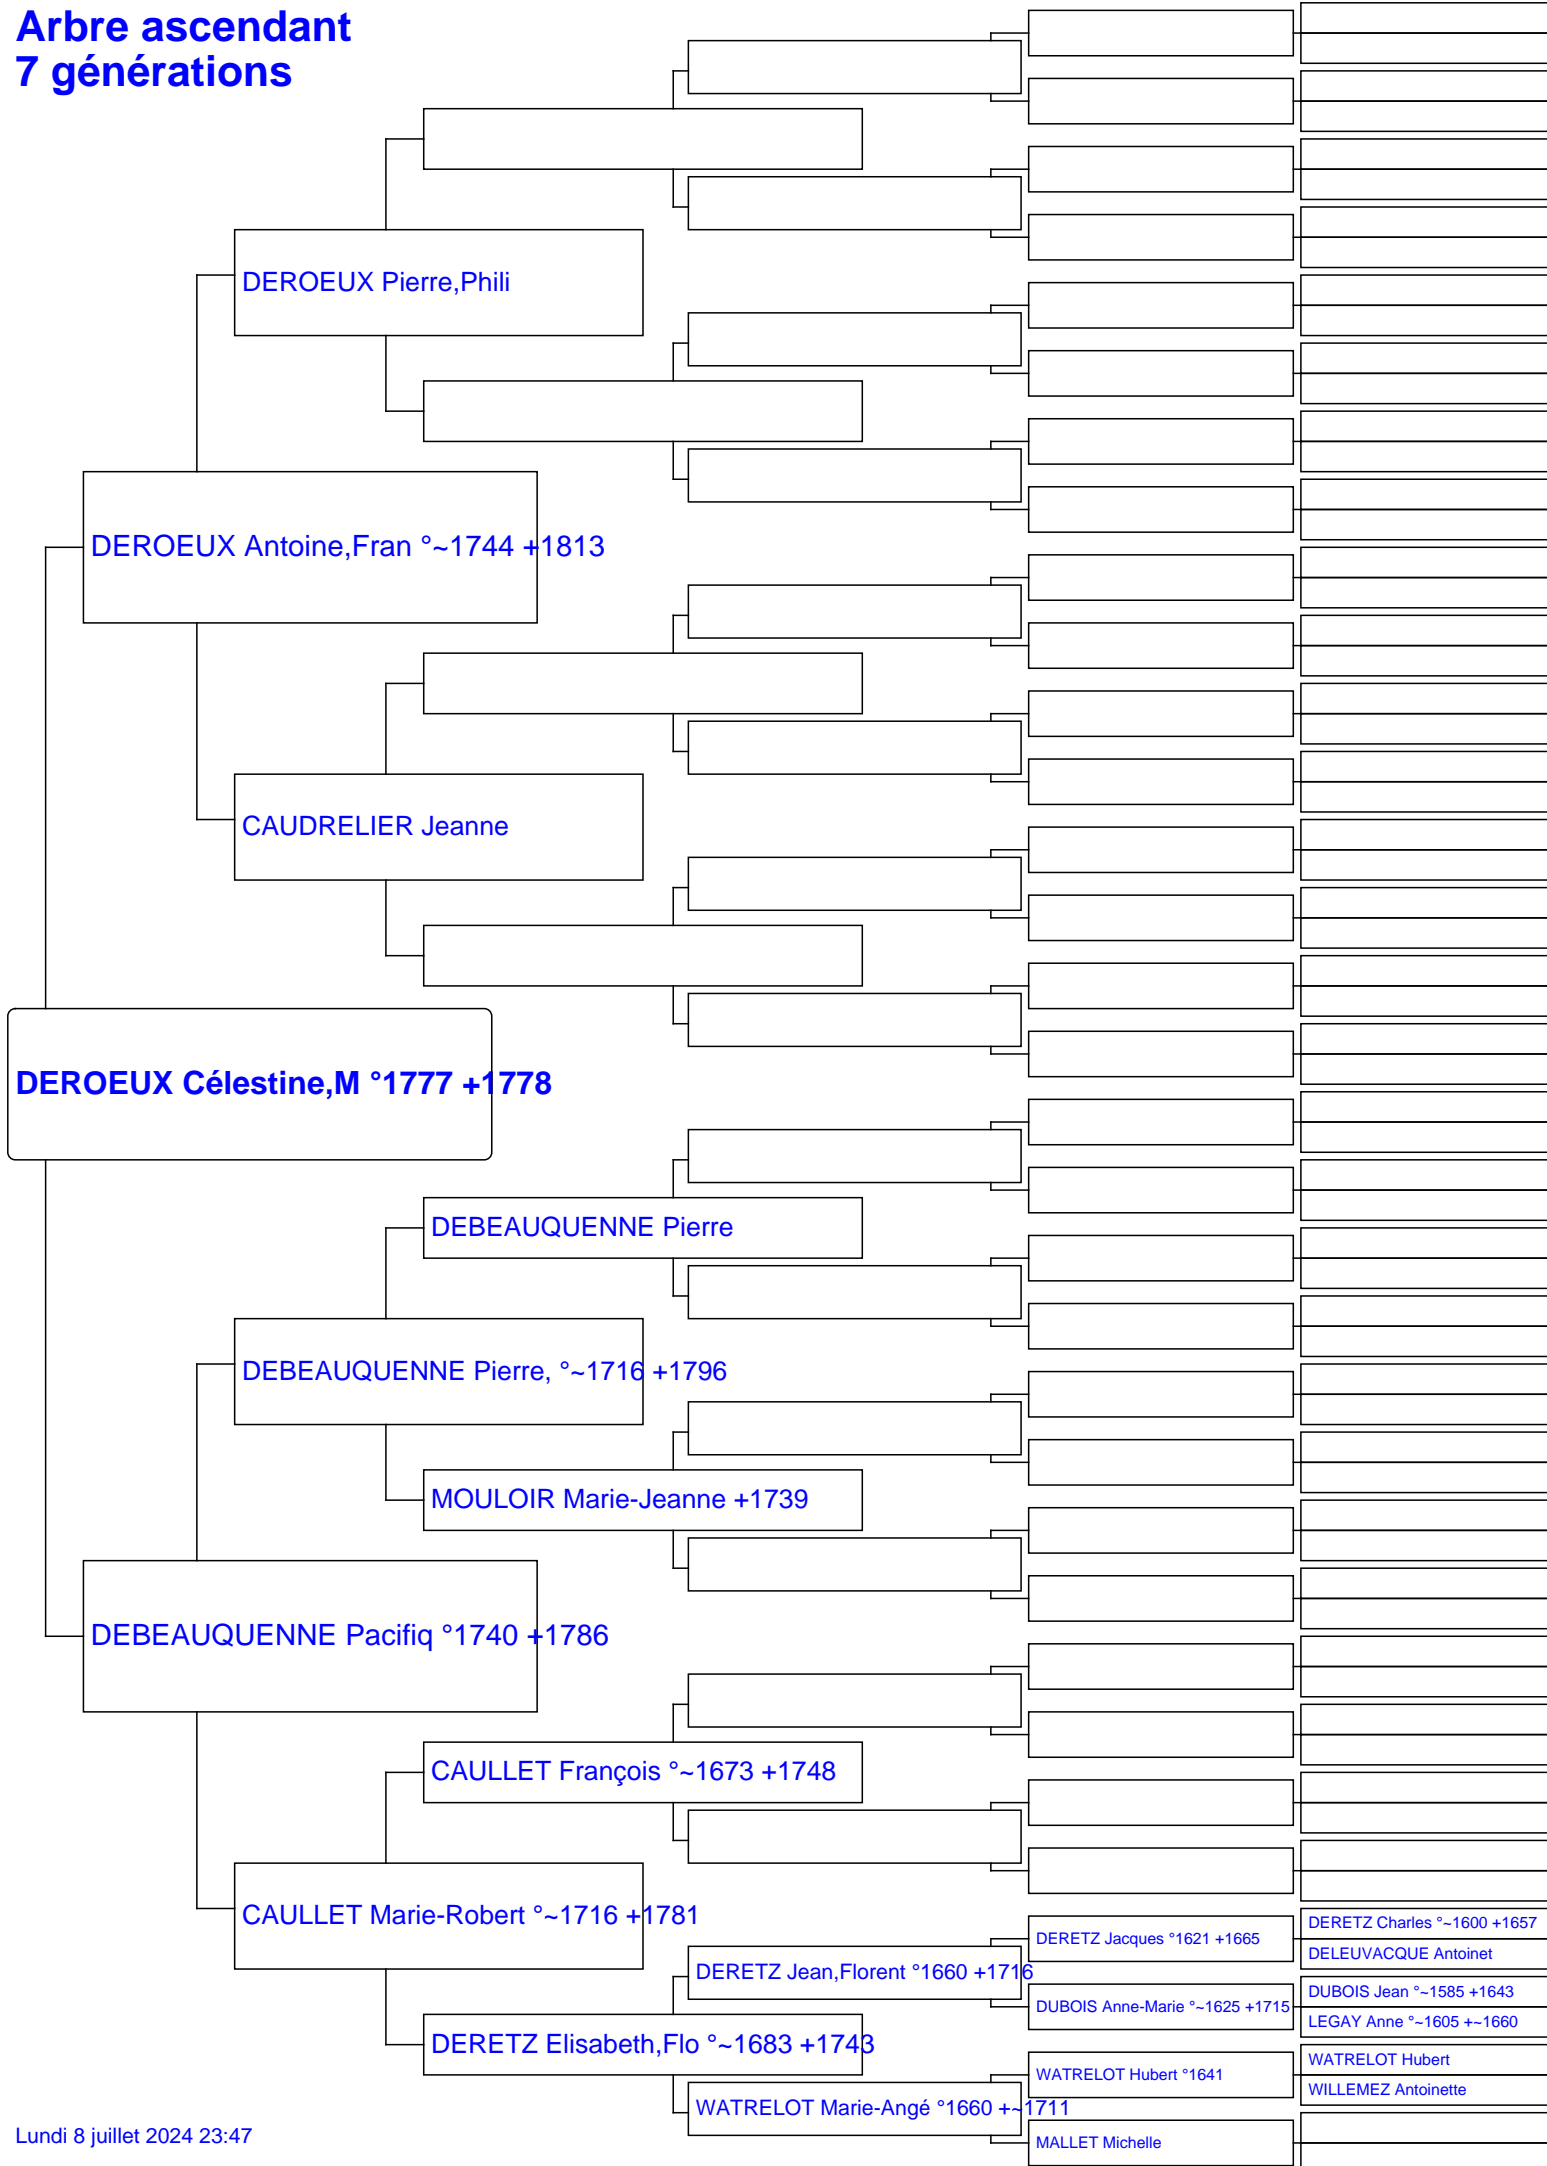 Arbre ascendant
7 générations
DEROEUX Pierre,Phili
DEROEUX Antoine,Fran °~1744 +1813
CAUDRELIER Jeanne
DEROEUX Célestine,M °1777 +1778
DEBEAUQUENNE Pierre
DEBEAUQUENNE Pierre, °~1716 +1796
MOULOIR Marie-Jeanne +1739
DEBEAUQUENNE Pacifiq °1740 +1786
CAULLET François °~1673 +1748
CAULLET Marie-Robert °~1716 +1781
DERETZ Charles °~1600 +1657
DERETZ Jacques °1621 +1665
DELEUVACQUE Antoinet
DERETZ Jean,Florent °1660 +1716
DUBOIS Jean °~1585 +1643
DUBOIS Anne-Marie °~1625 +1715
LEGAY Anne °~1605 +~1660
DERETZ Elisabeth,Flo °~1683 +1743
WATRELOT Hubert
WATRELOT Hubert °1641
WILLEMEZ Antoinette
WATRELOT Marie-Angé °1660 +~1711
MALLET Michelle
Lundi 8 juillet 2024 23:47